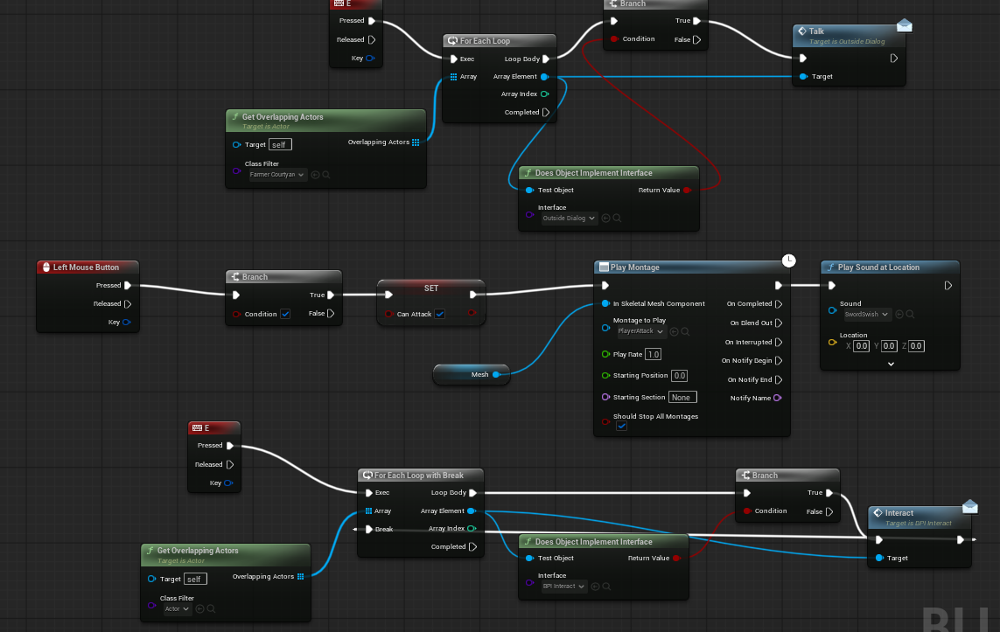 E
Pressed
Released
Key
For Each Loop
Exec
Loop Body
Array
Array Element
Array Index
Completed
Branch
True
Condition
False
Talk
Target is Outside Dialog
Target
Get Overlapping Actors
Target is Actor
Target self
Overlapping Actors
Class Filter
Farmer Courtyan
Does Object Implement Interface
Test Object
Return Value
Interface
Outside Dialog
Left Mouse Button
Pressed
Released
Key
Branch
True
Condition
False
SET
Can Attack
Mesh
Play Montage
In Skeletal Mesh Component
On Completed
Montage to Play
PlayerAttack
On Blend Out
On Interrupted
Play Rate 1.0
On Notify Begin
Starting Position 0.0
On Notify End
Starting Section None
Notify Name
Should Stop All Montages
Play Sound at Location
Sound
SwordSwish
Location
X 0.0 Y 0.0 Z 0.0
E
Pressed
Released
Key
For Each Loop with Break
Exec
Loop Body
Array
Array Element
Break
Array Index
Completed
Get Overlapping Actors
Target is Actor
Target self
Overlapping Actors
Class Filter
Actor
Does Object Implement Interface
Test Object
Return Value
Interface
BPI Interact
Branch
True
Condition
False
Interact
Target is BPI Interact
Target